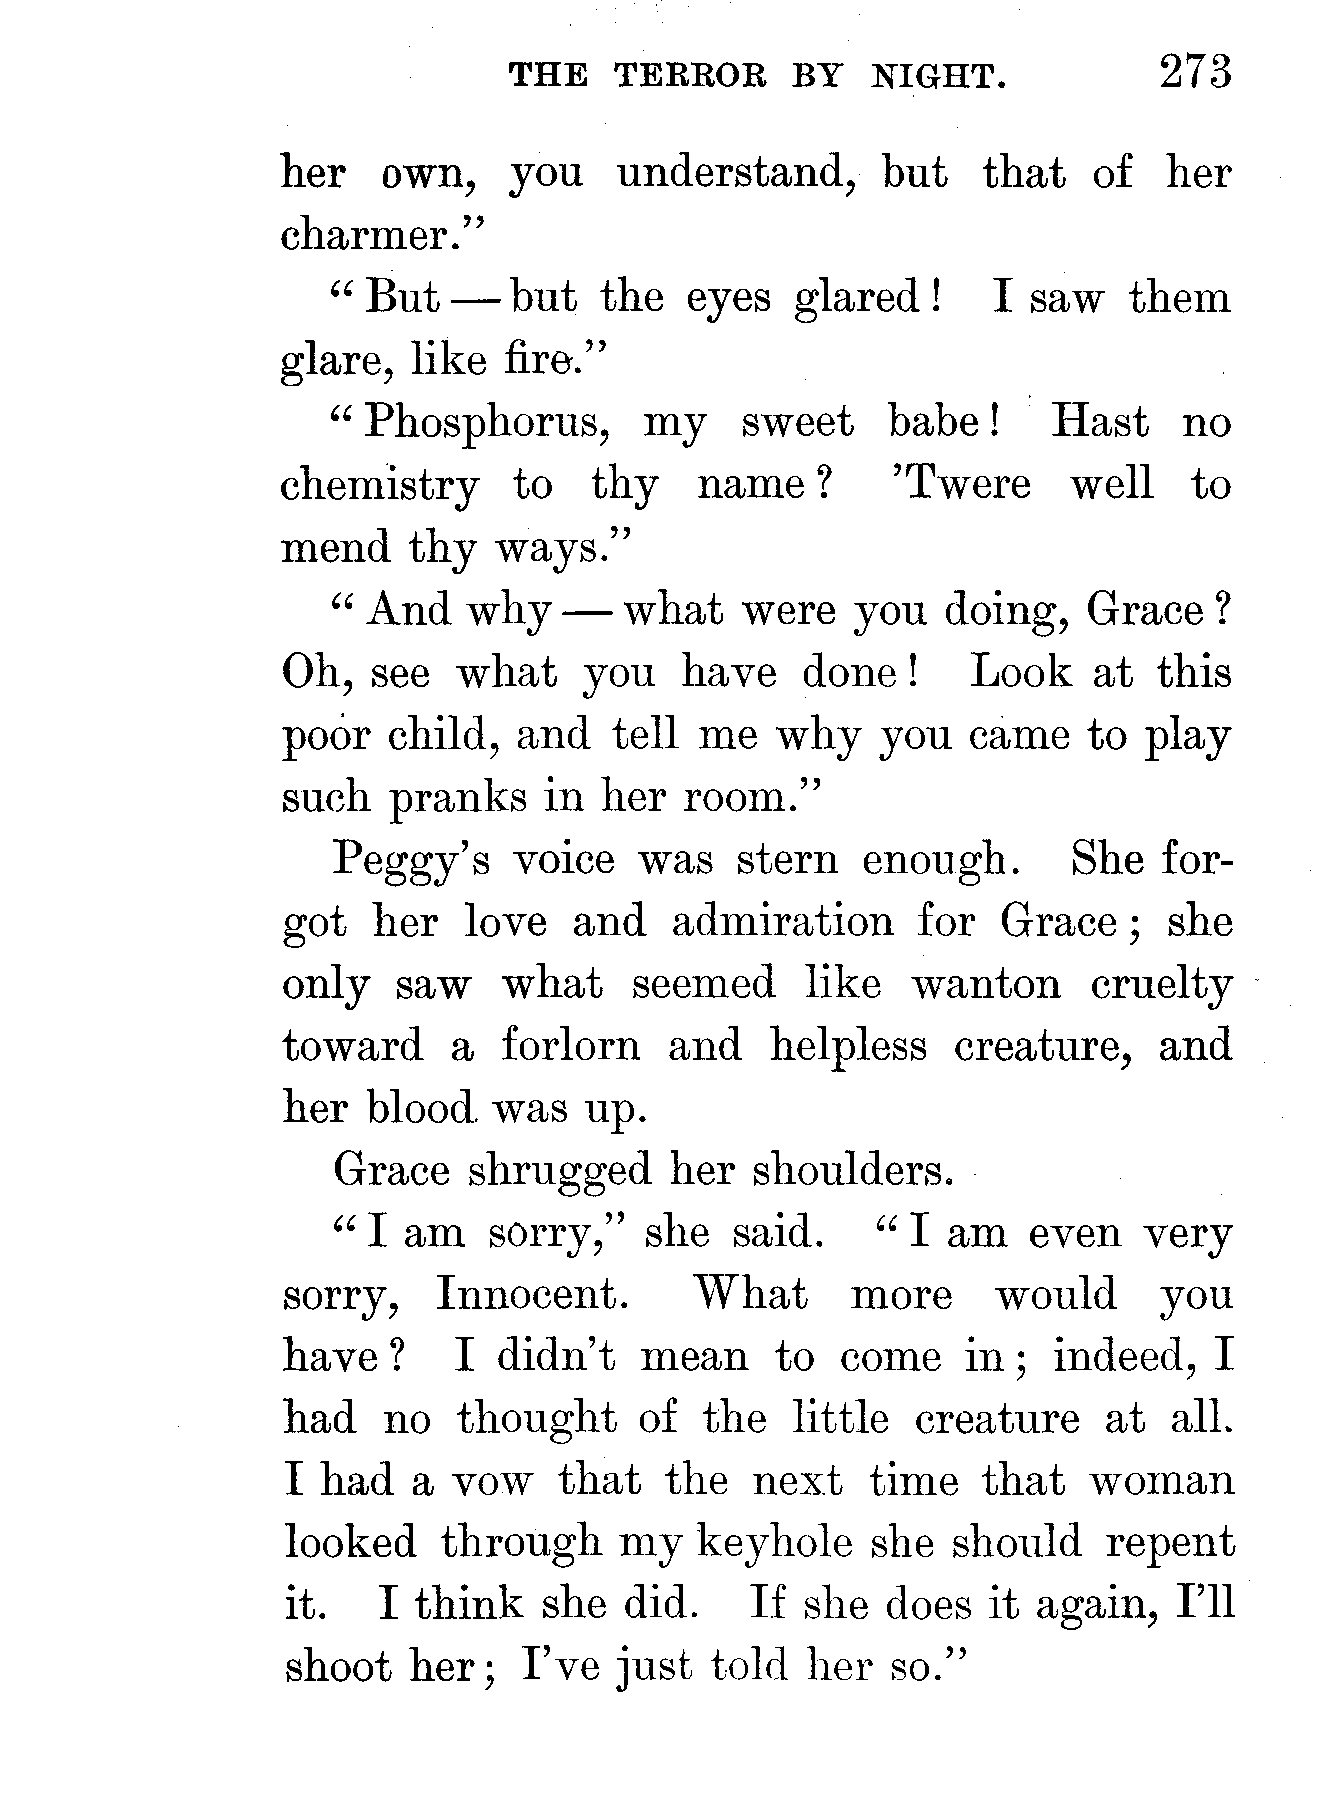 THE TERROR BY NIGHT. 273
her own, you understand, but that of her
charmer."
"But — but the eyes glared! I saw them
glare, like fire."
"Phosphorus, my sweet babe! Hast no
chemistry to thy name? 'Twere well to
mend thy ways."
"And why — what were you doing, Grace?
Oh, see what you have done! Look at this
poor child, and tell me why you came to play
such pranks in her room."
Peggy's voice was stern enough. She for-
got her love and admiration for Grace; she
only saw what seemed like wanton cruelty
toward a forlorn and helpless creature, and
her blood was up.
Grace shrugged her shoulders.
"I am sorry," she said. "I am even very
sorry, Innocent. What more would you
have? I didn't mean to come in; indeed, I
had no thought of the little creature at all.
I had a vow that the next time that woman
looked through my keyhole she should repent
it. I think she did. If she does it again, I'll
shoot her; I've just told her so."